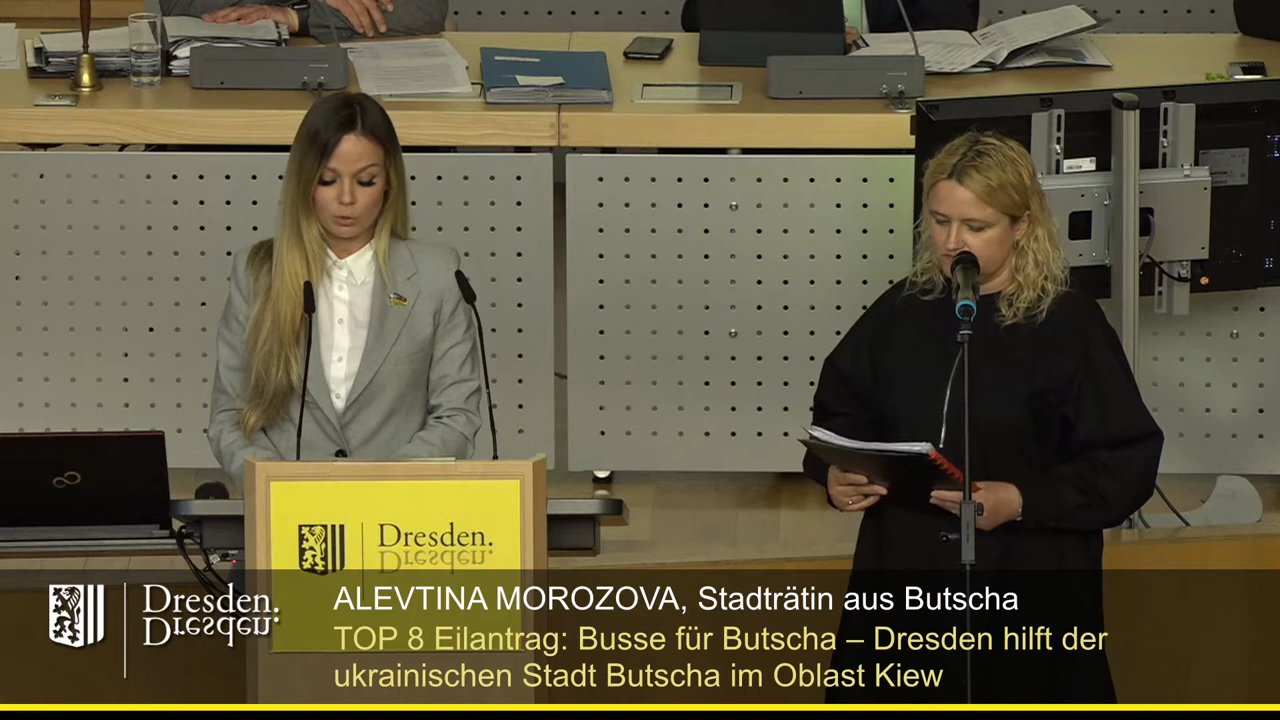 Dresden.
Dresden.
Dresden.
Dresden.
ALEVTINA MOROZOVA, Stadträtin aus Butscha
TOP 8 Eilantrag: Busse für Butscha – Dresden hilft der
ukrainischen Stadt Butscha im Oblast Kiew